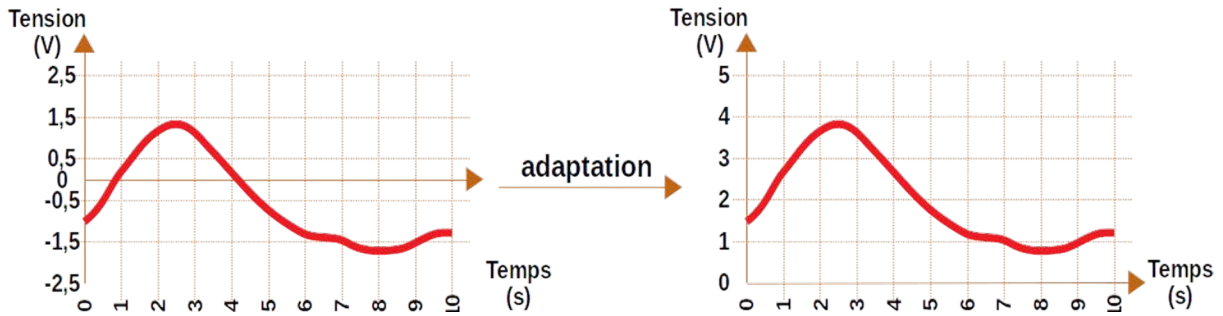 Tension
(V)
2,5
1,5
0,5
0
-0,5
-1,5
-2,5
0 1 2 3 4 5 6 7 8 9 10
Temps
(s)
adaptation
Tension
(V)
5
4
3
2
1
0
0 1 2 3 4 5 6 7 8 9 10
Temps
(s)